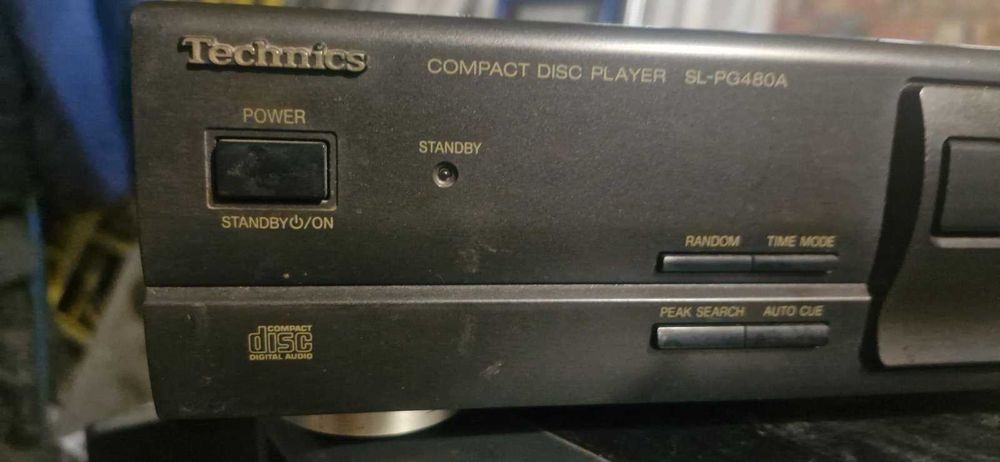 Technics
COMPACT DISC PLAYER SL-PG480A
POWER
STANDBY
STANDBY⏻/ON
RANDOM TIME MODE
PEAK SEARCH AUTO CUE
COMPACT
disc
DIGITAL AUDIO